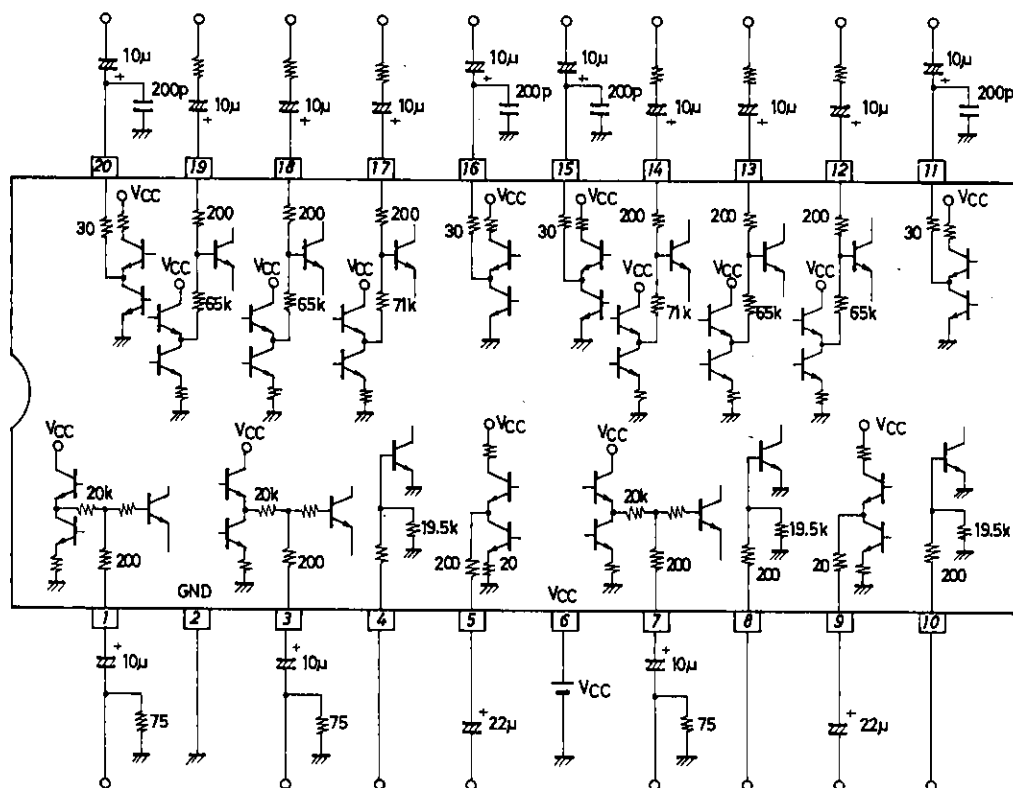 10μ 10μ 10μ 10μ 10μ 10μ 10μ 10μ 10μ 10μ
+ + + + + + + + + +
200p 200p 200p 200p
20 19 18 17 16 15 14 13 12 11
VCC VCC VCC VCC
30 200 200 200 30 30 200 200 200 30
VCC VCC VCC VCC VCC VCC
65k 65k 71k 71k 65k 65k
VCC VCC VCC VCC VCC
20k 20k 20k
19.5k 19.5k 19.5k
200 200 200 20 200 200 20 200
GND VCC
1 2 3 4 5 6 7 8 9 10
+ + +
10μ 10μ VCC 10μ
+ +
75 75 22μ 75 22μ